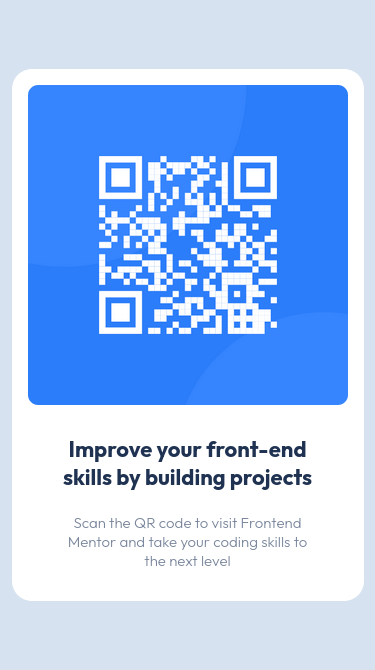 Improve your front-end
skills by building projects
Scan the QR code to visit Frontend
Mentor and take your coding skills to
the next level